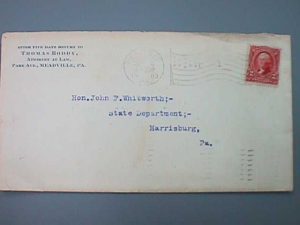 AFTER FIVE DAYS RETURN TO
THOMAS RODDY,
ATTORNEY AT LAW,
PARK AVE., MEADVILLE, PA.
Hon.John F.Whitworth;-
State Department;-
Harrisburg,
Pa.